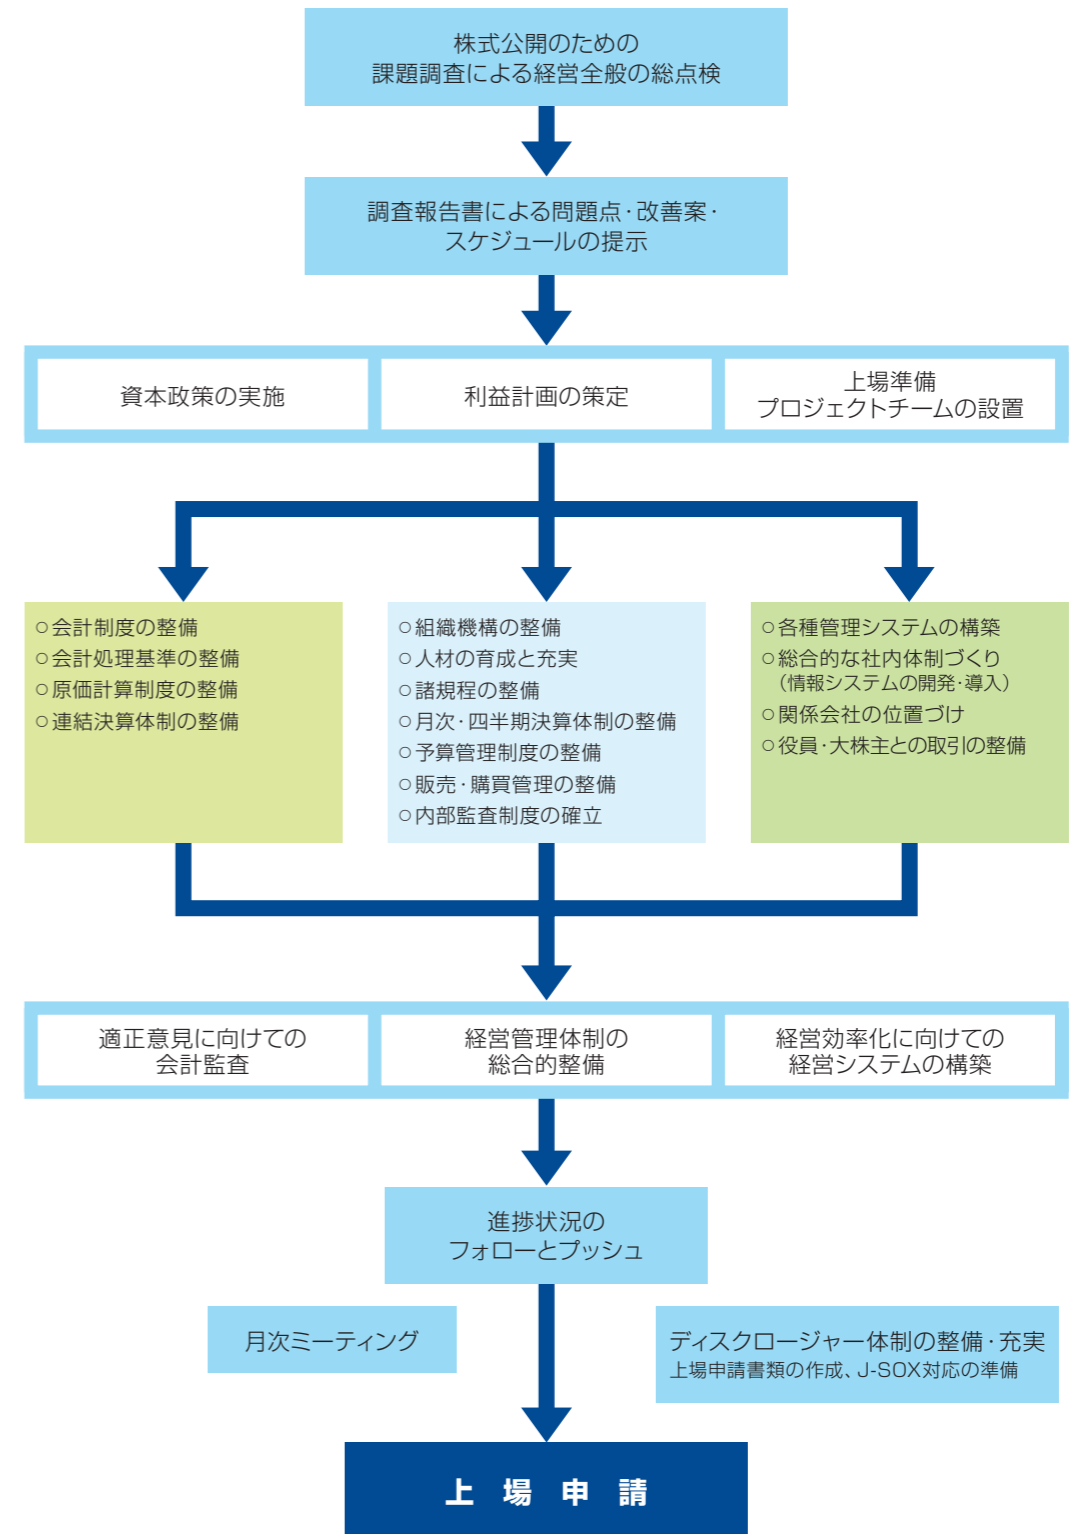 株式公開のための
課題調査による経営全般の総点検
調査報告書による問題点・改善案・
スケジュールの提示
資本政策の実施
利益計画の策定
上場準備
プロジェクトチームの設置
○会計制度の整備
○会計処理基準の整備
○原価計算制度の整備
○連結決算体制の整備
○組織機構の整備
○人材の育成と充実
○諸規程の整備
○月次・四半期決算体制の整備
○予算管理制度の整備
○販売・購買管理の整備
○内部監査制度の確立
○各種管理システムの構築
○総合的な社内体制づくり
（情報システムの開発・導入）
○関係会社の位置づけ
○役員・大株主との取引の整備
適正意見に向けての
会計監査
経営管理体制の
総合的整備
経営効率化に向けての
経営システムの構築
進捗状況の
フォローとプッシュ
月次ミーティング
ディスクロージャー体制の整備・充実
上場申請書類の作成、J-SOX対応の準備
上場申請